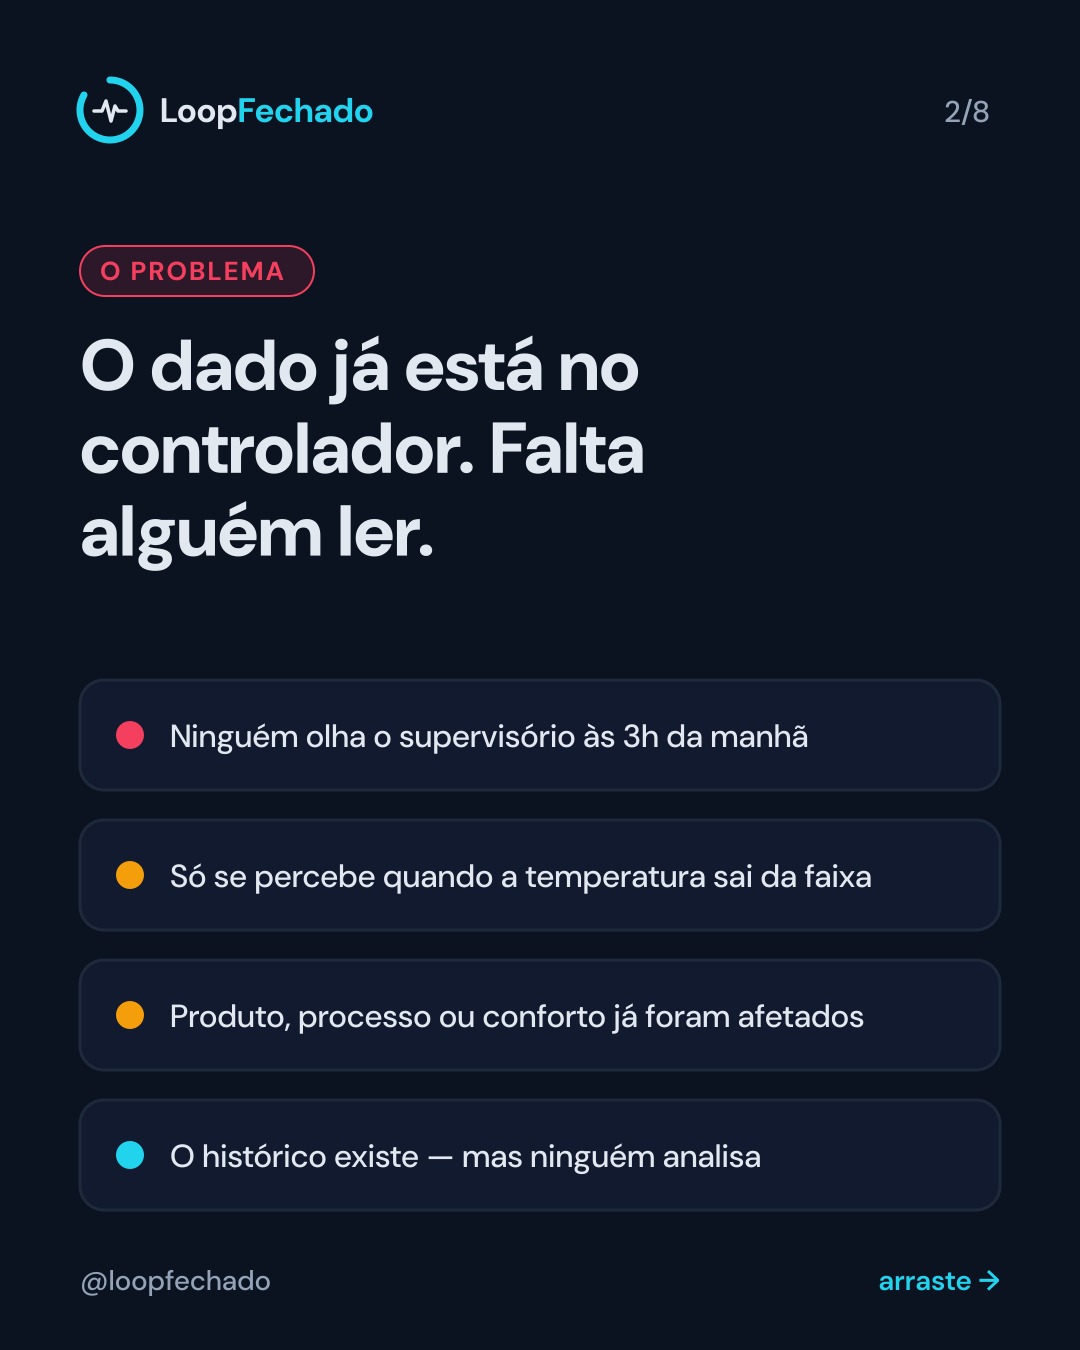 LoopFechado
2/8
O PROBLEMA
O dado já está no
controlador. Falta
alguém ler.
Ninguém olha o supervisório às 3h da manhã
Só se percebe quando a temperatura sai da faixa
Produto, processo ou conforto já foram afetados
O histórico existe — mas ninguém analisa
@loopfechado
arraste →